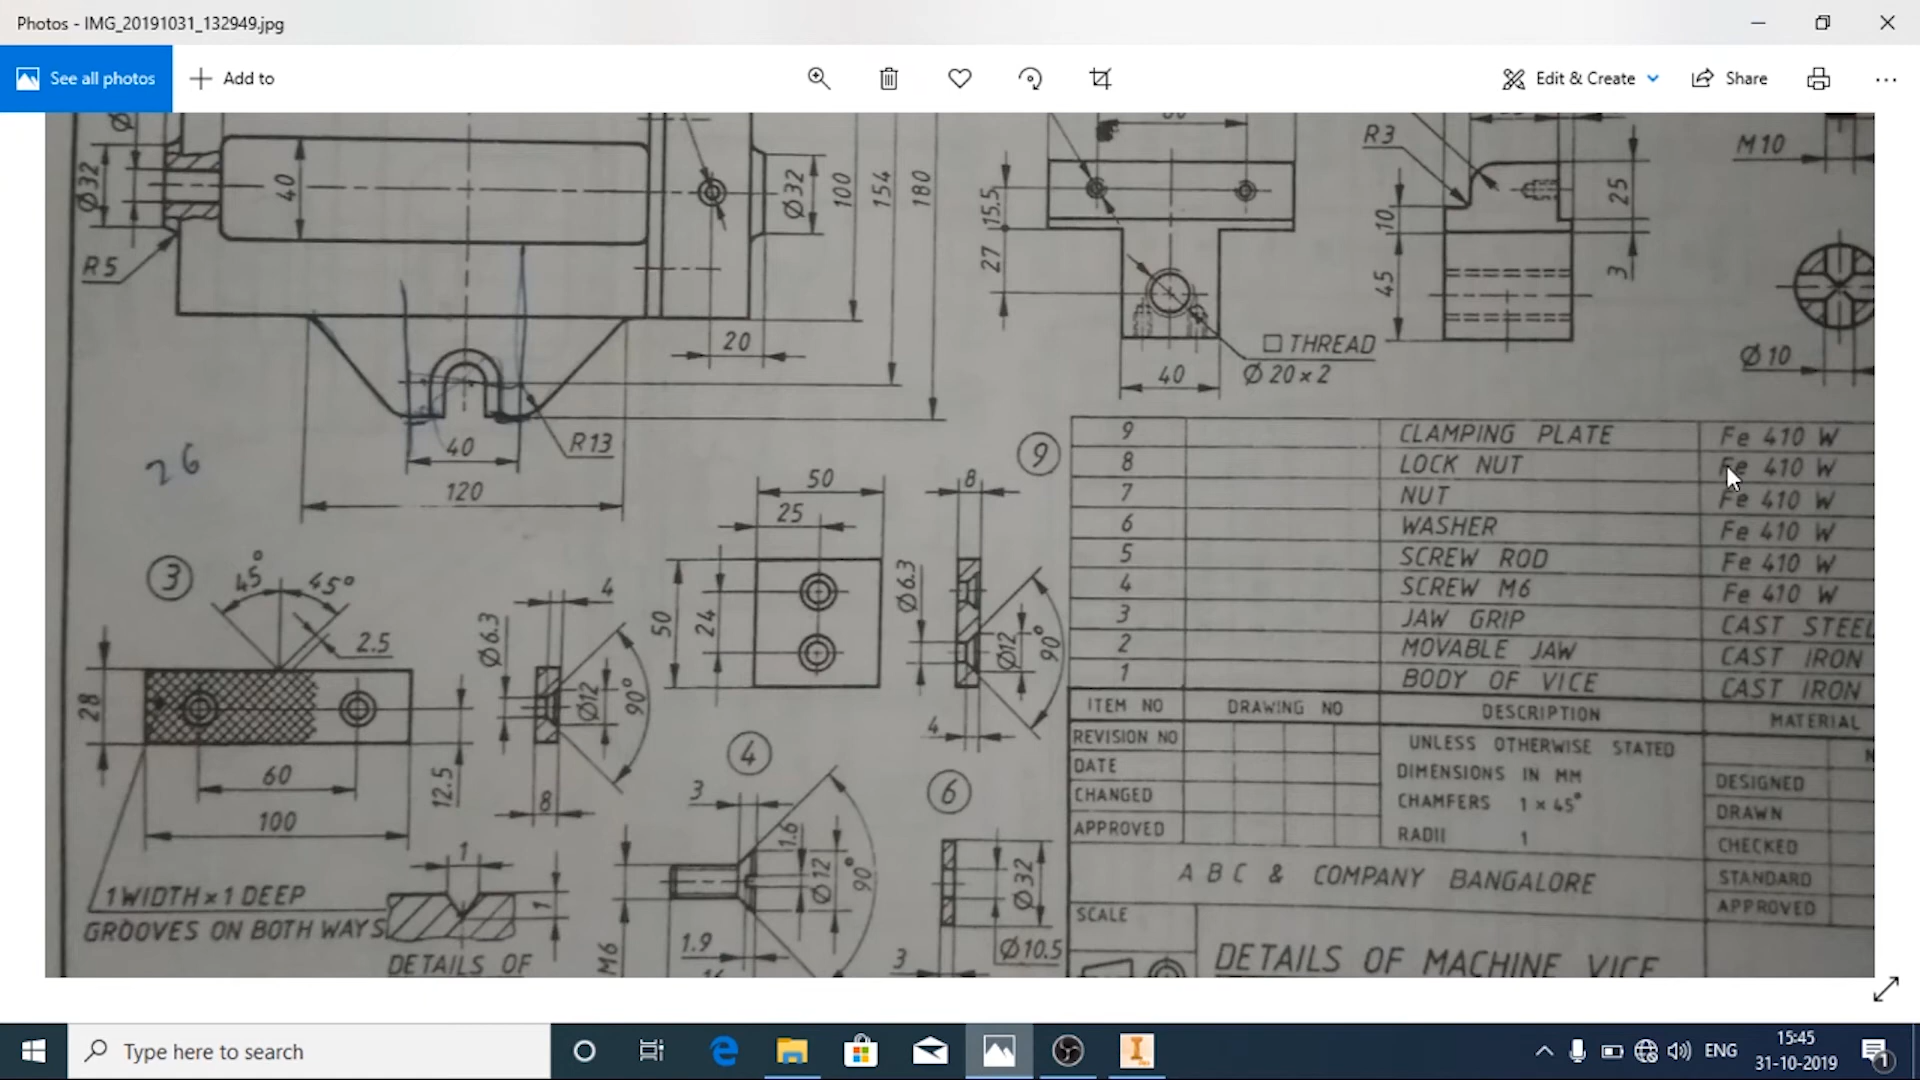 Photos - IMG_20191031_132949.jpg
See all photos
Add to
Edit & Create
Share
Ø32
40
R5
Ø32
100
154
180
20
40
R13
120
26
R3
M10
15.5
27
10
25
45
3
THREAD
Ø 20×2
40
Ø10
9
50
25
8
50
24
Ø6.3
Ø12
90°
4
3
45°
45°
2.5
28
60
100
12.5
Ø6.3
4
Ø12
90°
8
1 WIDTH × 1 DEEP
GROOVES ON BOTH WAYS
1
1
DETAILS OF
4
3
1.6
Ø12
90°
M6
1.9
6
Ø32
Ø10.5
3
9 CLAMPING PLATE Fe 410 W
8 LOCK NUT Fe 410 W
7 NUT Fe 410 W
6 WASHER Fe 410 W
5 SCREW ROD Fe 410 W
4 SCREW M6 Fe 410 W
3 JAW GRIP CAST STEEL
2 MOVABLE JAW CAST IRON
1 BODY OF VICE CAST IRON
ITEM NO DRAWING NO DESCRIPTION MATERIAL
REVISION NO
DATE
CHANGED
APPROVED
UNLESS OTHERWISE STATED
DIMENSIONS IN MM
CHAMFERS 1 × 45°
RADII 1
DESIGNED
DRAWN
CHECKED
STANDARD
APPROVED
A B C & COMPANY BANGALORE
SCALE
DETAILS OF MACHINE VICE
Type here to search
ENG
15:45
31-10-2019
1